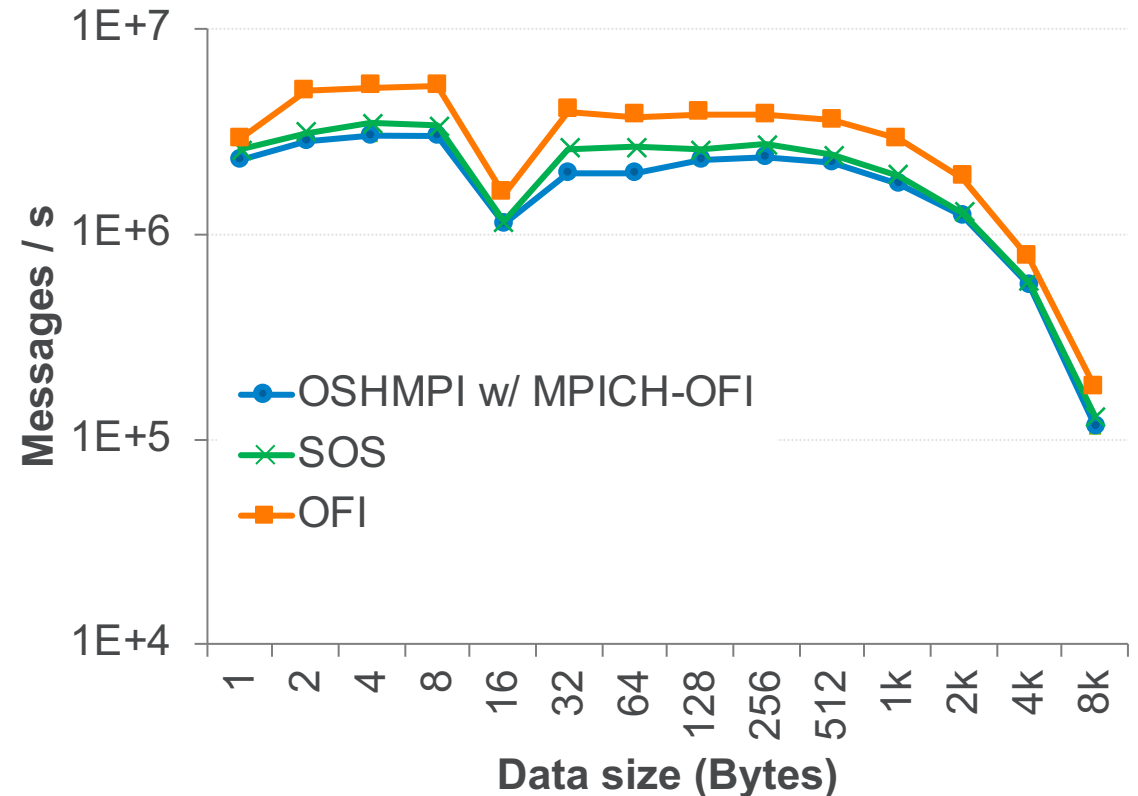 1E+7
1E+6
1E+5
1E+4
Messages / s
OSHMPI w/ MPICH-OFI
SOS
OFI
1 2 4 8 16 32 64 128 256 512 1k 2k 4k 8k
Data size (Bytes)